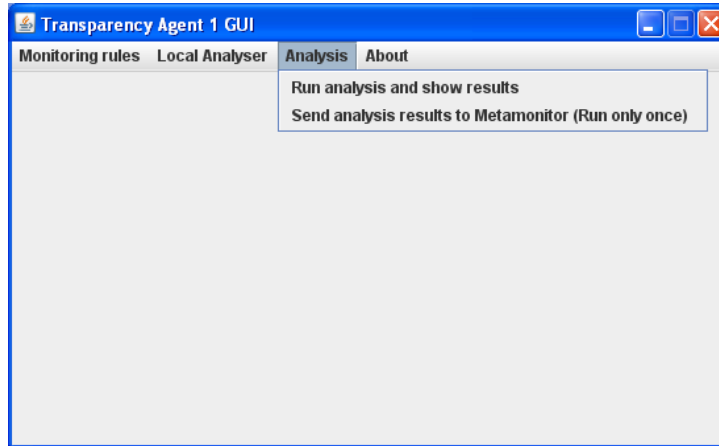 Transparency Agent 1 GUI
Monitoring rules Local Analyser Analysis About
Run analysis and show results
Send analysis results to Metamonitor (Run only once)